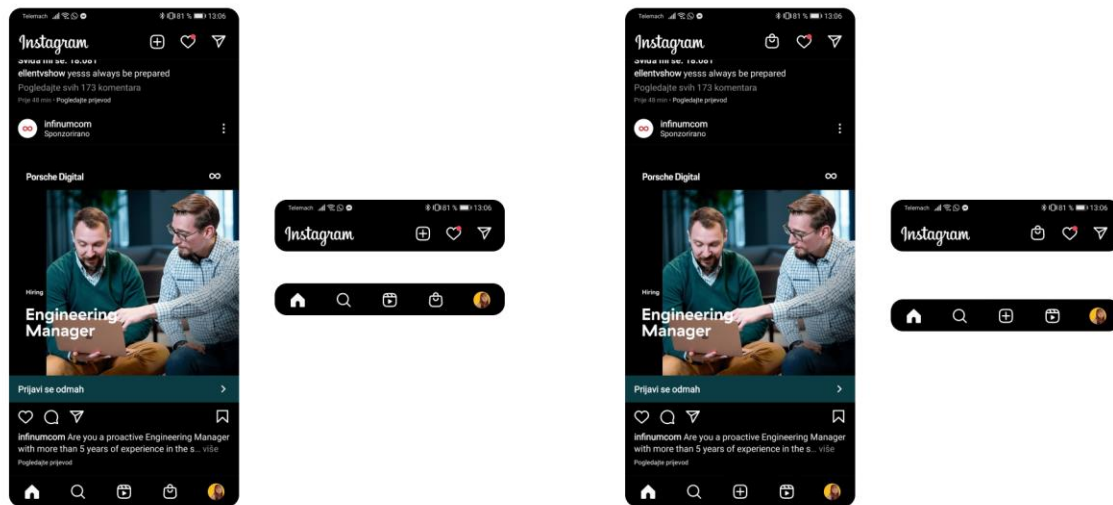 Telemach 81 % 13:06
Instagram
Sviđa mi se: 18.081
ellentvshow yesss always be prepared
Pogledajte svih 173 komentara
Prije 48 min • Pogledajte prijevod
infinumcom
Sponzorirano
Porsche Digital
Hiring
Engineering
Manager
Prijavi se odmah
infinumcom Are you a proactive Engineering Manager
with more than 5 years of experience in the s... više
Pogledajte prijevod
Telemach 81 % 13:06
Instagram
Telemach 81 % 13:06
Instagram
Sviđa mi se: 18.081
ellentvshow yesss always be prepared
Pogledajte svih 173 komentara
Prije 48 min • Pogledajte prijevod
infinumcom
Sponzorirano
Porsche Digital
Hiring
Engineering
Manager
Prijavi se odmah
infinumcom Are you a proactive Engineering Manager
with more than 5 years of experience in the s... više
Pogledajte prijevod
Telemach 81 % 13:06
Instagram